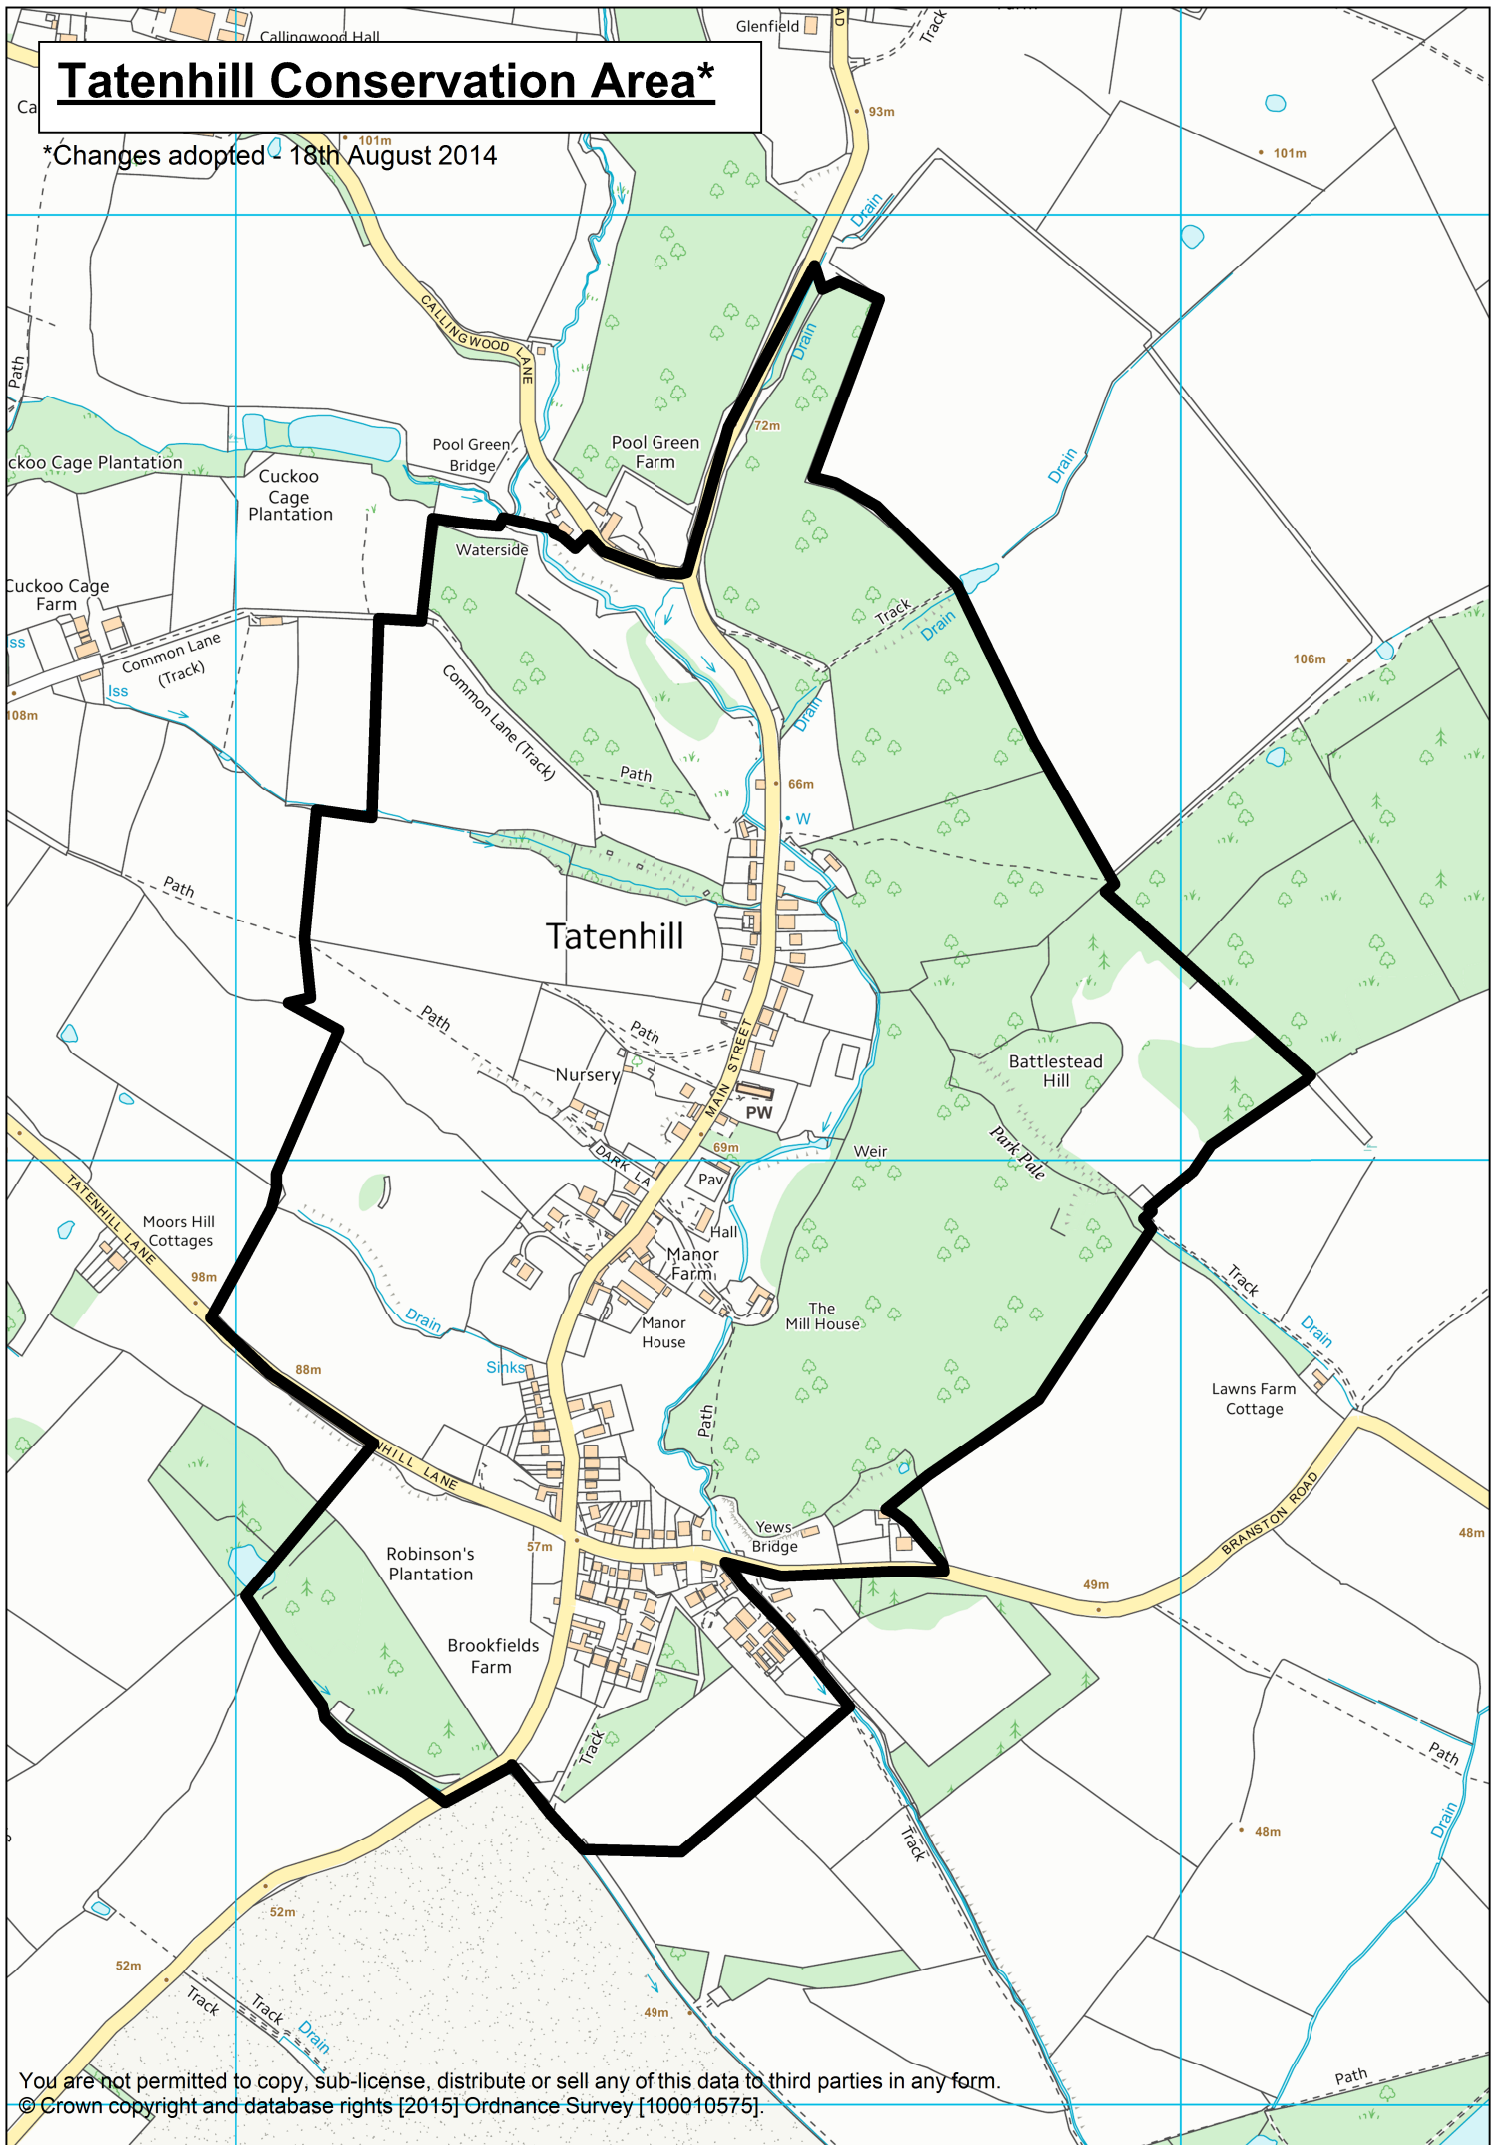 Callingwood Hall
Glenfield
Track
Tatenhill Conservation Area*
Ca
AD
93m
101m
*Changes adopted - 18th August 2014
101m
Drain
CALLINGWOOD LANE
Path
Drain
72m
Pool Green
Bridge
Pool Green
Farm
ckoo Cage Plantation
Cuckoo
Cage
Plantation
Drain
Waterside
Cuckoo Cage
Farm
Track
Drain
Iss
Common Lane
(Track)
Iss
108m
Common Lane (Track)
106m
Drain
Path
66m
W
Path
Tatenhill
Path
Path
MAIN STREET
Nursery
Battlestead
Hill
PW
69m
Weir
Park Pale
DARK LA
Pav
TATENHILL LANE
Moors Hill
Cottages
Hall
Manor
Farm
98m
Track
Drain
The
Mill House
Drain
Manor
House
Sinks
88m
Lawns Farm
Cottage
Path
NHILL LANE
BRANSTON ROAD
Yews
Bridge
48m
57m
Robinson's
Plantation
49m
Brookfields
Farm
Track
Path
Drain
48m
Track
52m
52m
Track
Track
Drain
49m
Path
You are not permitted to copy, sub-license, distribute or sell any of this data to third parties in any form.
© Crown copyright and database rights [2015] Ordnance Survey [100010575].